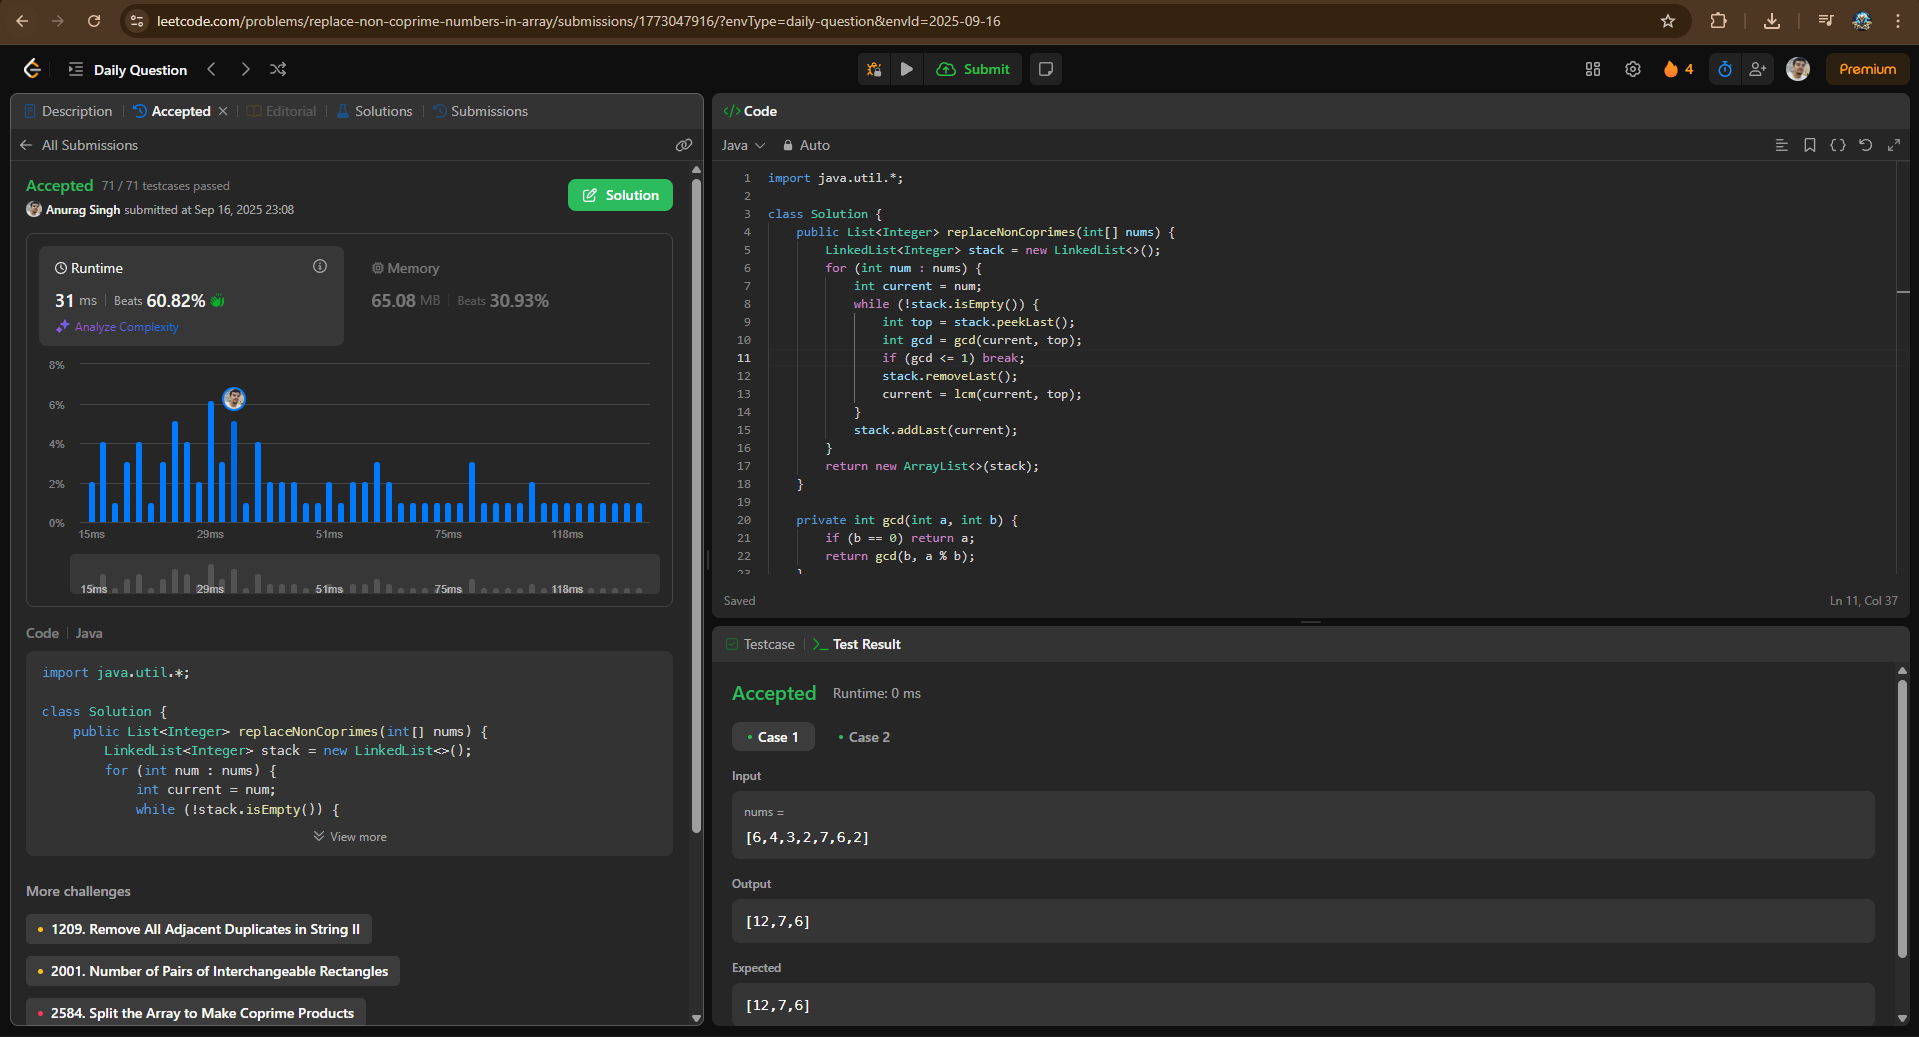 leetcode.com/problems/replace-non-coprime-numbers-in-array/submissions/1773047916/?envType=daily-question&envId=2025-09-16
Daily Question
Submit
4
Premium
Description
Accepted
Editorial
Solutions
Submissions
All Submissions
Accepted 71 / 71 testcases passed
Anurag Singh submitted at Sep 16, 2025 23:08
Solution
Runtime
31 ms Beats 60.82%
Analyze Complexity
Memory
65.08 MB Beats 30.93%
8%
6%
4%
2%
0%
15ms 29ms 51ms 75ms 118ms
15ms 29ms 51ms 75ms 118ms
Code Java
import java.util.*;
class Solution {
public List<Integer> replaceNonCoprimes(int[] nums) {
LinkedList<Integer> stack = new LinkedList<>();
for (int num : nums) {
int current = num;
while (!stack.isEmpty()) {
View more
More challenges
1209. Remove All Adjacent Duplicates in String II
2001. Number of Pairs of Interchangeable Rectangles
2584. Split the Array to Make Coprime Products
</> Code
Java Auto
1 import java.util.*;
2
3 class Solution {
4 public List<Integer> replaceNonCoprimes(int[] nums) {
5 LinkedList<Integer> stack = new LinkedList<>();
6 for (int num : nums) {
7 int current = num;
8 while (!stack.isEmpty()) {
9 int top = stack.peekLast();
10 int gcd = gcd(current, top);
11 if (gcd <= 1) break;
12 stack.removeLast();
13 current = lcm(current, top);
14 }
15 stack.addLast(current);
16 }
17 return new ArrayList<>(stack);
18 }
19
20 private int gcd(int a, int b) {
21 if (b == 0) return a;
22 return gcd(b, a % b);
23 }
Saved
Ln 11, Col 37
Testcase
Test Result
Accepted Runtime: 0 ms
Case 1
Case 2
Input
nums =
[6,4,3,2,7,6,2]
Output
[12,7,6]
Expected
[12,7,6]